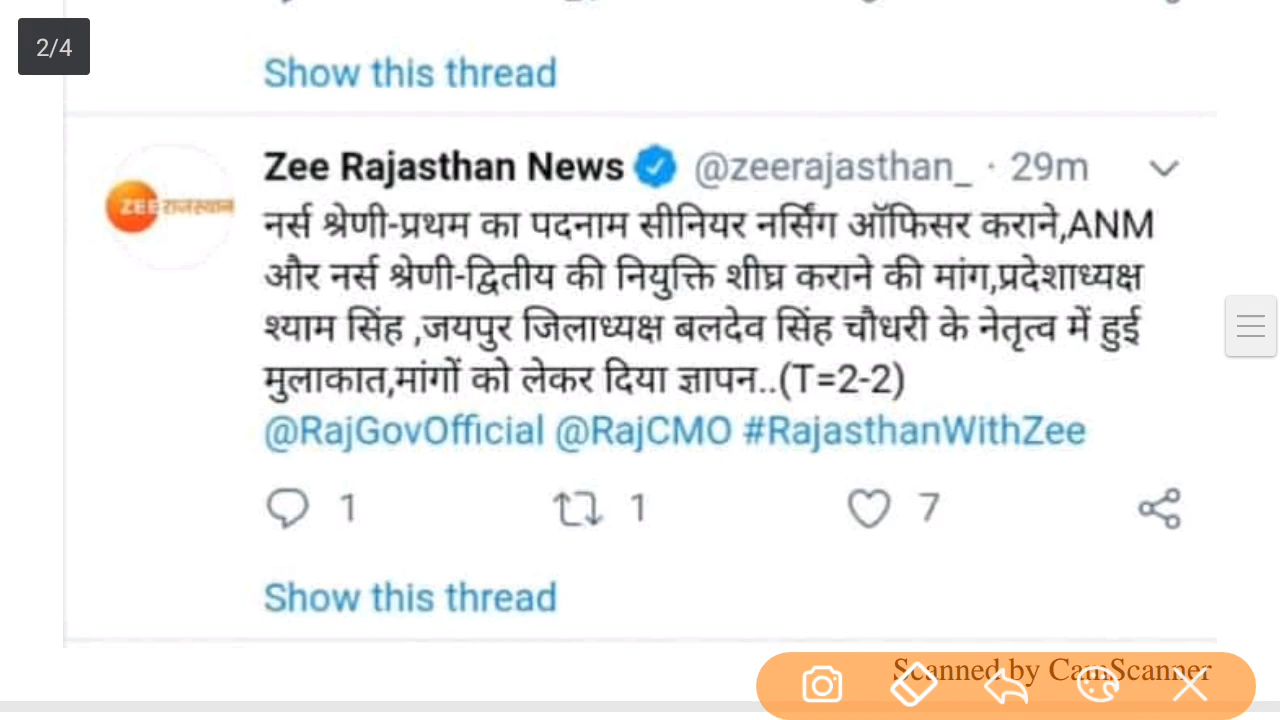 2/4
Show this thread
Zee Rajasthan News @zeerajasthan_ · 29m
ZEE राजस्थान
नर्स श्रेणी-प्रथम का पदनाम सीनियर नर्सिंग ऑफिसर कराने,ANM
और नर्स श्रेणी-द्वितीय की नियुक्ति शीघ्र कराने की मांग,प्रदेशाध्यक्ष
श्याम सिंह ,जयपुर जिलाध्यक्ष बलदेव सिंह चौधरी के नेतृत्व में हुई
मुलाकात,मांगों को लेकर दिया ज्ञापन..(T=2-2)
@RajGovOfficial @RajCMO #RajasthanWithZee
1 1 7
Show this thread
Scanned by CamScanner